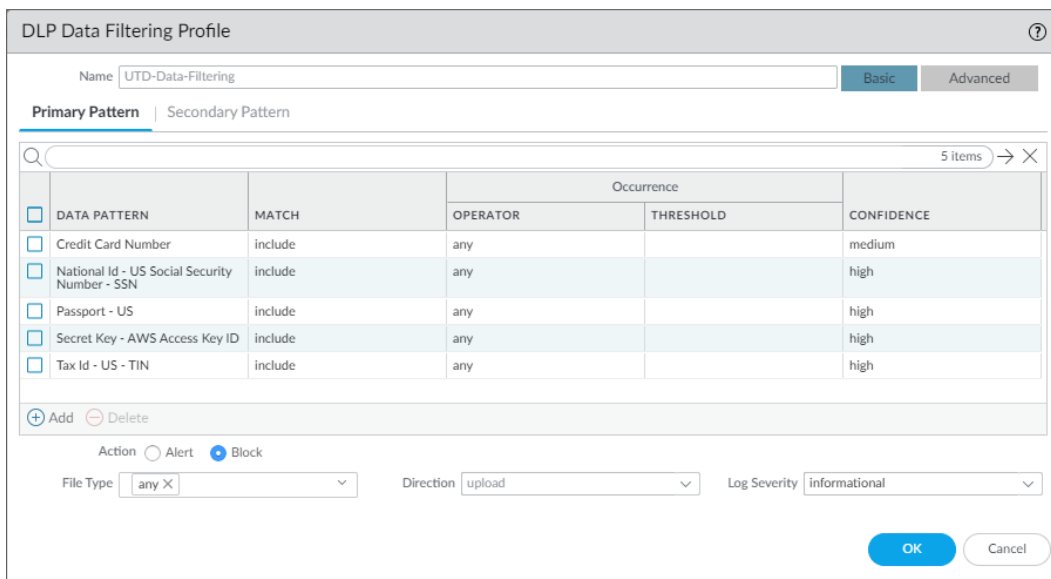 DLP Data Filtering Profile
Name UTD-Data-Filtering Basic Advanced
Primary Pattern | Secondary Pattern
5 items
Occurrence
DATA PATTERN MATCH OPERATOR THRESHOLD CONFIDENCE
Credit Card Number include any medium
National Id - US Social Security include any high
Number - SSN
Passport - US include any high
Secret Key - AWS Access Key ID include any high
Tax Id - US - TIN include any high
Add Delete
Action Alert Block
File Type any Direction upload Log Severity informational
OK Cancel